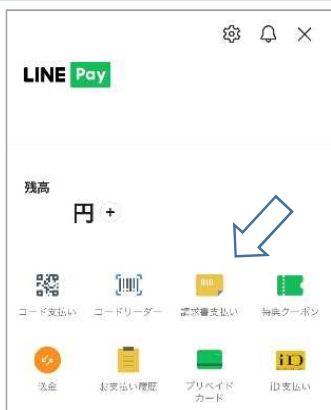 LINE Pay
残高
円 +
コード支払い コードリーダー 請求書支払い 特典クーポン
送金 お支払い履歴 プリペイドカード iD支払い
iD